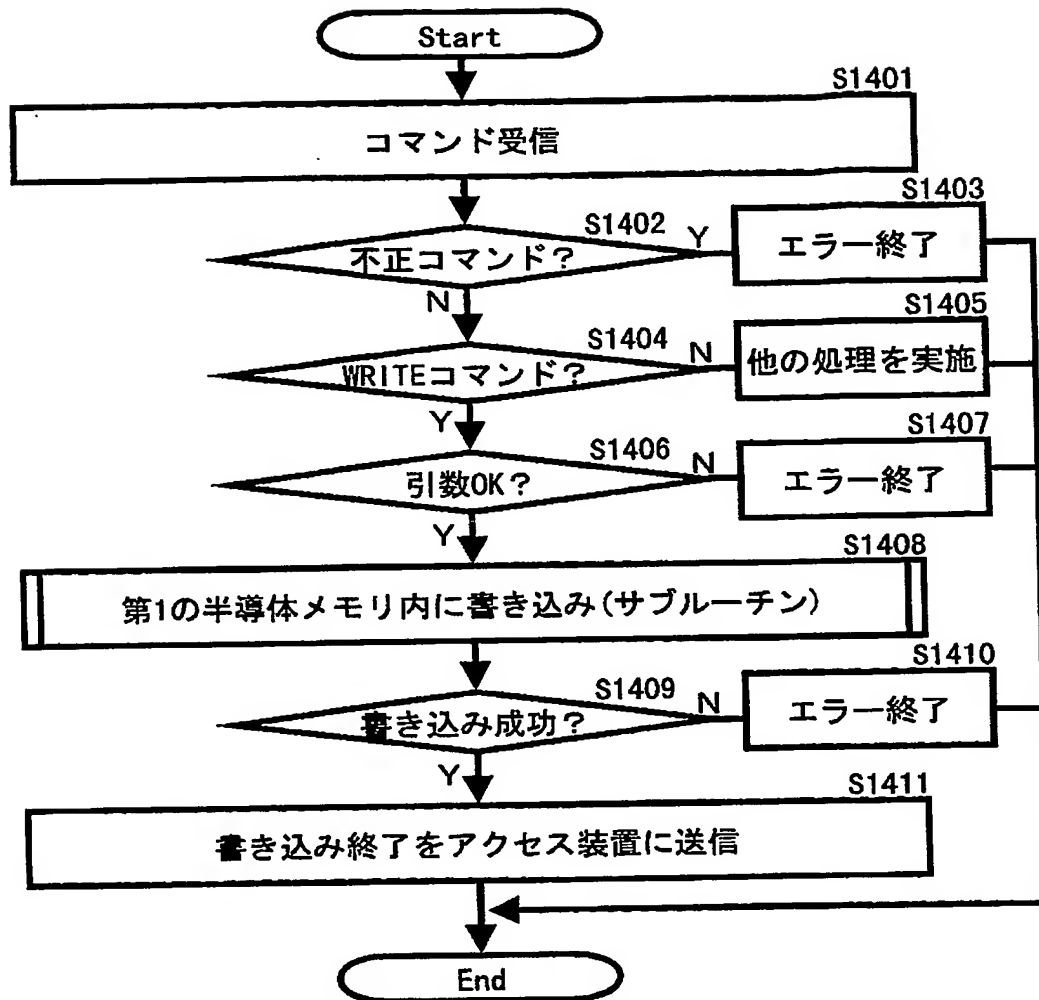 Start
S1401
コマンド受信
S1402
不正コマンド?
Y
N
S1403
エラー終了
S1404
WRITEコマンド?
N
Y
S1405
他の処理を実施
S1406
引数OK?
N
Y
S1407
エラー終了
S1408
第1の半導体メモリ内に書き込み(サブルーチン)
S1409
書き込み成功?
N
Y
S1410
エラー終了
S1411
書き込み終了をアクセス装置に送信
End